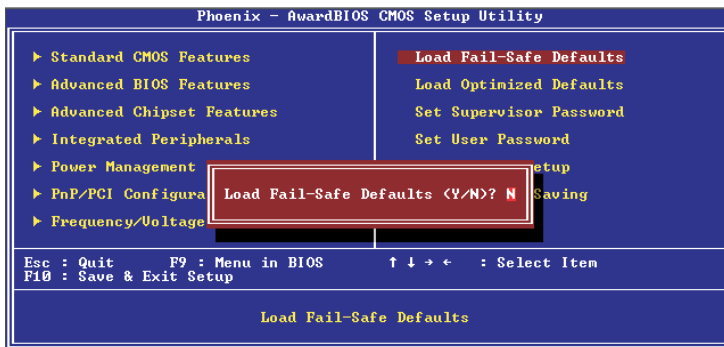 Phoenix - AwardBIOS CMOS Setup Utility
▶ Standard CMOS Features
▶ Advanced BIOS Features
▶ Advanced Chipset Features
▶ Integrated Peripherals
▶ Power Management
▶ PnP/PCI Configura
▶ Frequency/Voltage
Load Fail-Safe Defaults
Load Optimized Defaults
Set Supervisor Password
Set User Password
etup
Saving
Load Fail-Safe Defaults (Y/N)? N
Esc : Quit F9 : Menu in BIOS ↑ ↓ → ← : Select Item
F10 : Save & Exit Setup
Load Fail-Safe Defaults